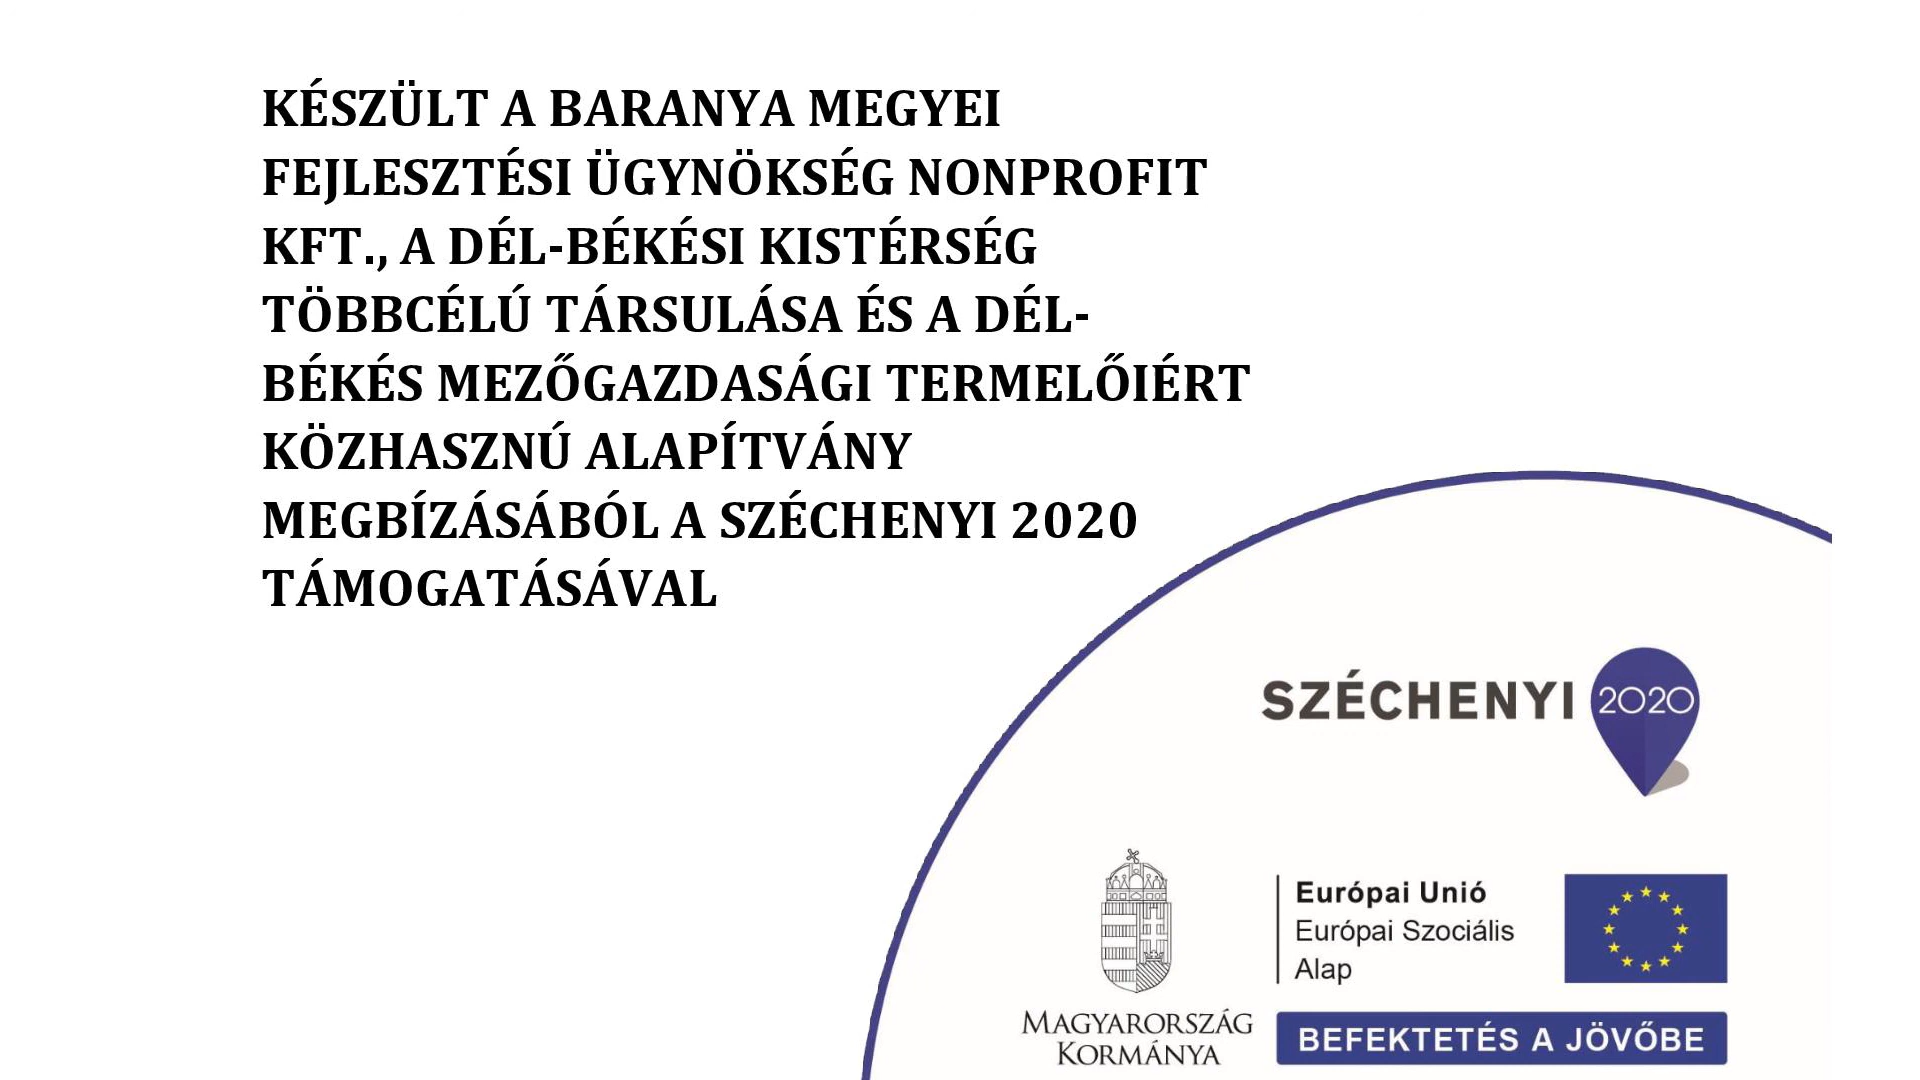 KÉSZÜLT A BARANYA MEGYEI
FEJLESZTÉSI ÜGYNÖKSÉG NONPROFIT
KFT., A DÉL-BÉKÉSI KISTÉRSÉG
TÖBBCÉLÚ TÁRSULÁSA ÉS A DÉL-
BÉKÉS MEZŐGAZDASÁGI TERMELŐIÉRT
KÖZHASZNÚ ALAPÍTVÁNY
MEGBÍZÁSÁBÓL A SZÉCHENYI 2020
TÁMOGATÁSÁVAL
SZÉCHENYI 2020
MAGYARORSZÁG
KORMÁNYA
Európai Unió
Európai Szociális
Alap
BEFEKTETÉS A JÖVŐBE